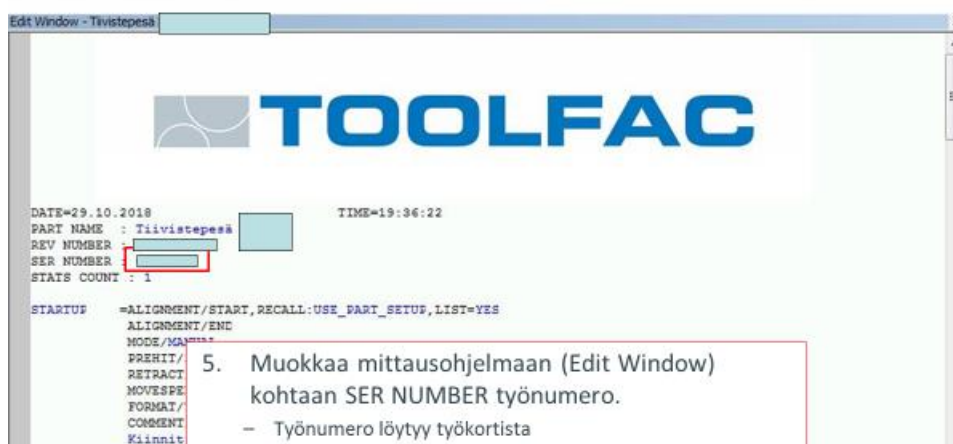 Edit Window - Tiivistepesä
TOOLFAC
DATE=29.10.2018 TIME=19:36:22
PART NAME : Tiivistepesä
REV NUMBER :
SER NUMBER :
STATS COUNT : 1
STARTUP =ALIGNMENT/START,RECALL:USE_PART_SETUP,LIST=YES
ALIGNMENT/END
MODE/MANUAL
PREHIT/
RETRACT
MOVESPE
FORMAT/
COMMENT
Kiinnit
5. Muokkaa mittausohjelmaan (Edit Window)
kohtaan SER NUMBER työnumero.
– Työnumero löytyy työkortista